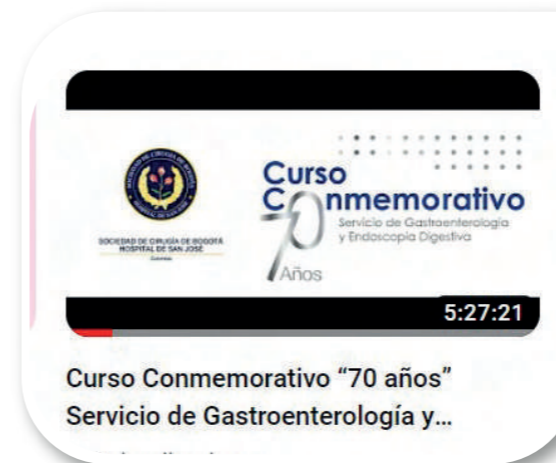 SOCIEDAD DE CIRUGÍA DE BOGOTÁ
HOSPITAL DE SAN JOSÉ
Colombia
Curso
Conmemorativo
Servicio de Gastroenterología
y Endoscopia Digestiva
70
Años
5:27:21
Curso Conmemorativo “70 años”
Servicio de Gastroenterología y...